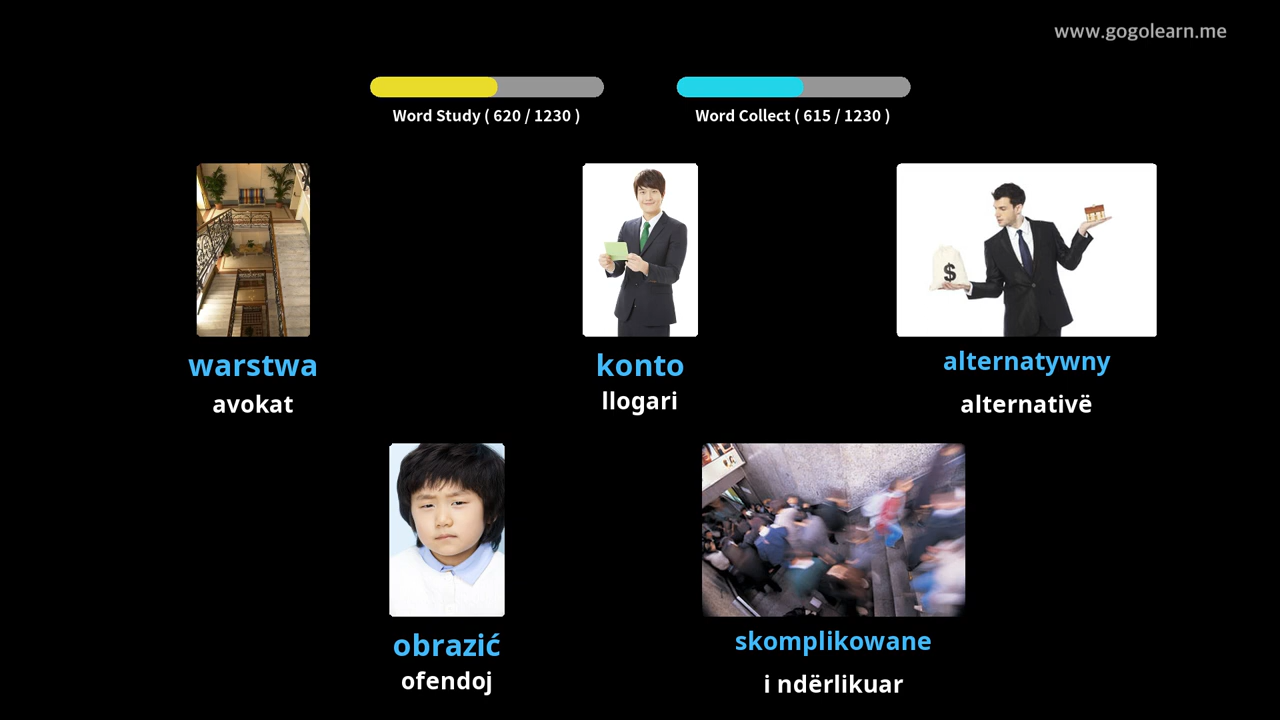 www.gogolearn.me
Word Study ( 620 / 1230 )
Word Collect ( 615 / 1230 )
warstwa
avokat
konto
llogari
alternatywny
alternativë
obrazić
ofendoj
skomplikowane
i ndërlikuar
$